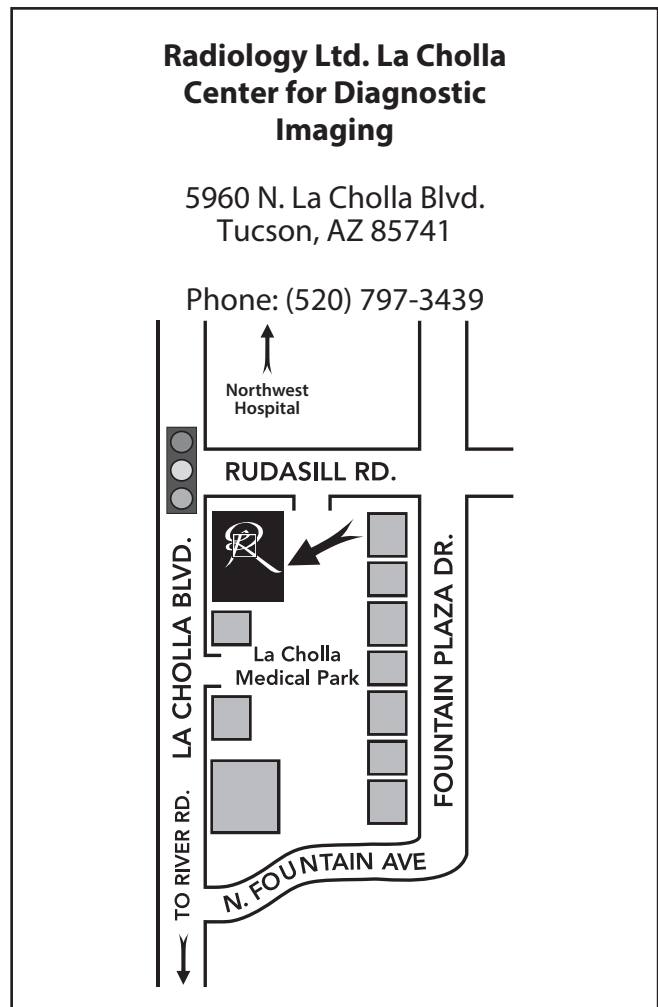 Radiology Ltd. La Cholla
Center for Diagnostic
Imaging
5960 N. La Cholla Blvd.
Tucson, AZ 85741
Phone: (520) 797-3439
Northwest
Hospital
RUDASILL RD.
LA CHOLLA BLVD.
La Cholla
Medical Park
FOUNTAIN PLAZA DR.
TO RIVER RD.
N. FOUNTAIN AVE